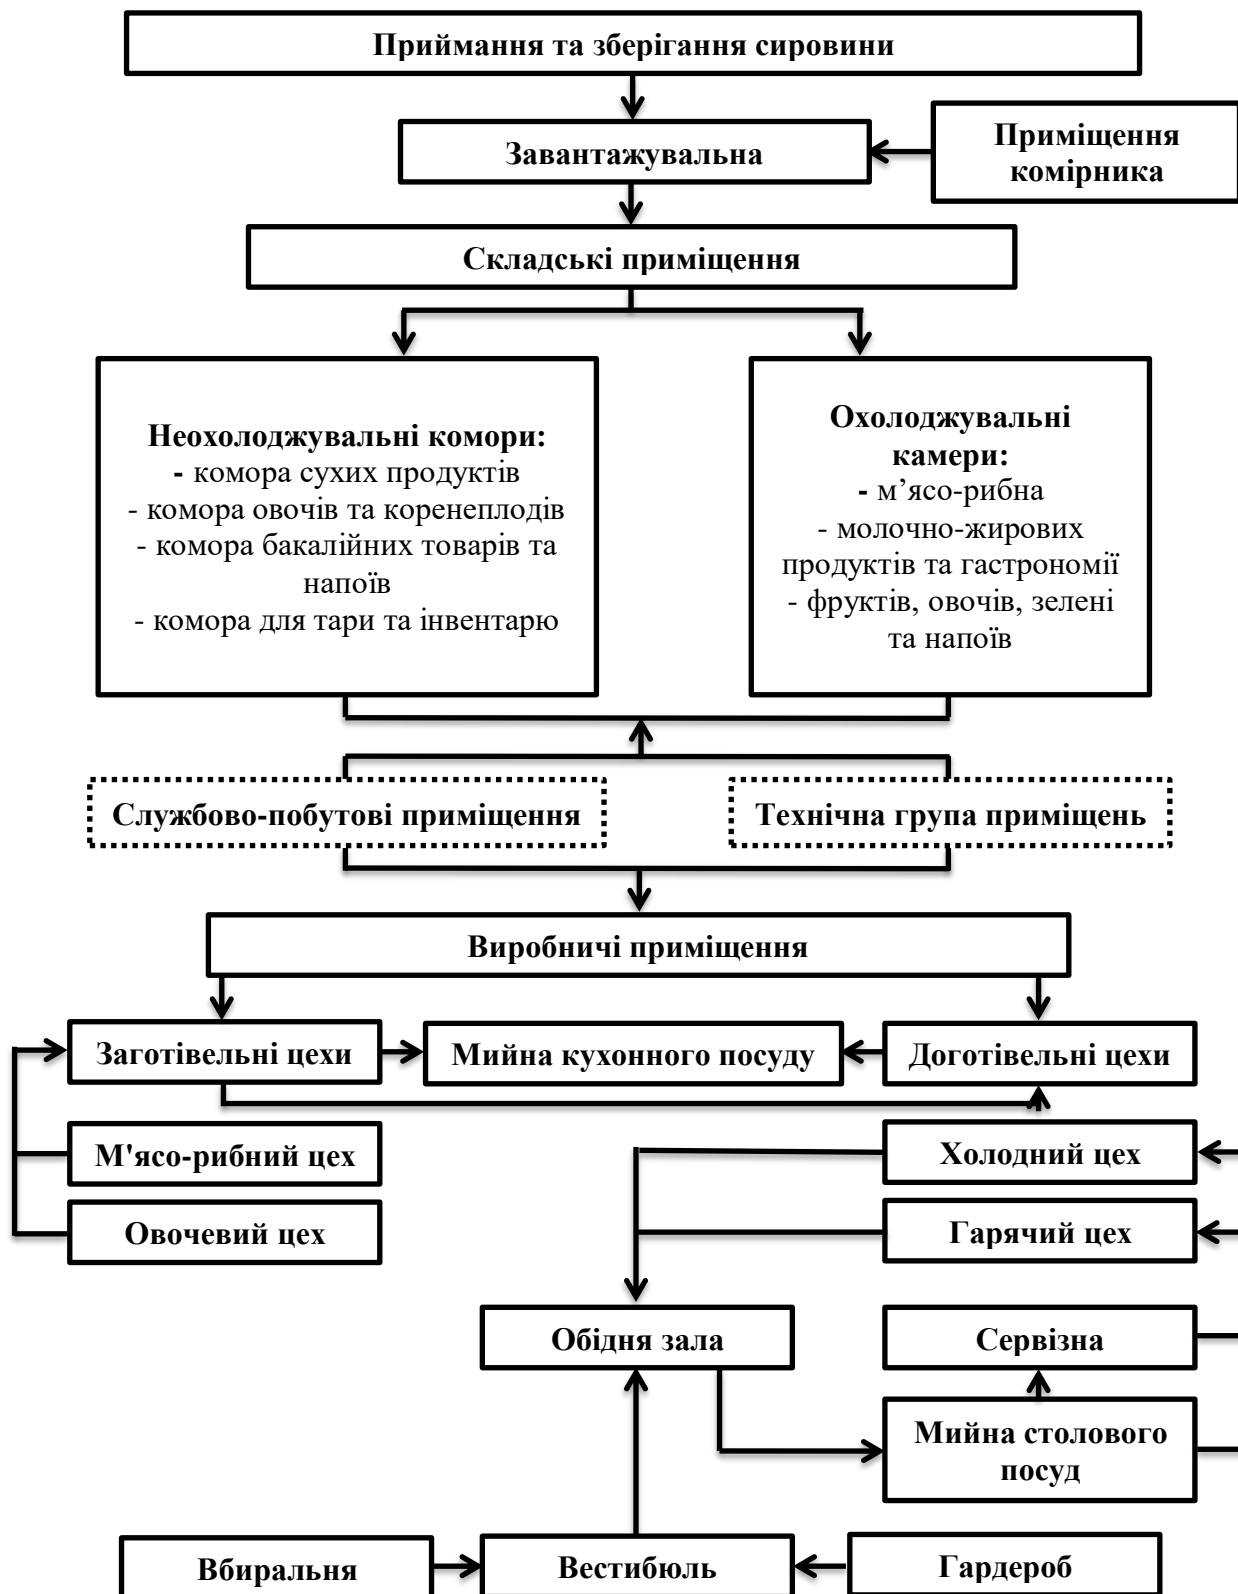 Приймання та зберігання сировини
Завантажувальна
Приміщення
комірника
Складські приміщення
Неохолоджувальні комори:
- комора сухих продуктів
- комора овочів та коренеплодів
- комора бакалійних товарів та
напоїв
- комора для тари та інвентарю
Охолоджувальні
камери:
- м’ясо-рибна
- молочно-жирових
продуктів та гастрономії
- фруктів, овочів, зелені
та напоїв
Службово-побутові приміщення
Технічна група приміщень
Виробничі приміщення
Заготівельні цехи
Мийна кухонного посуду
Доготівельні цехи
М'ясо-рибний цех
Холодний цех
Овочевий цех
Гарячий цех
Обідня зала
Сервізна
Мийна столового
посуд
Вбиральня
Вестибюль
Гардероб